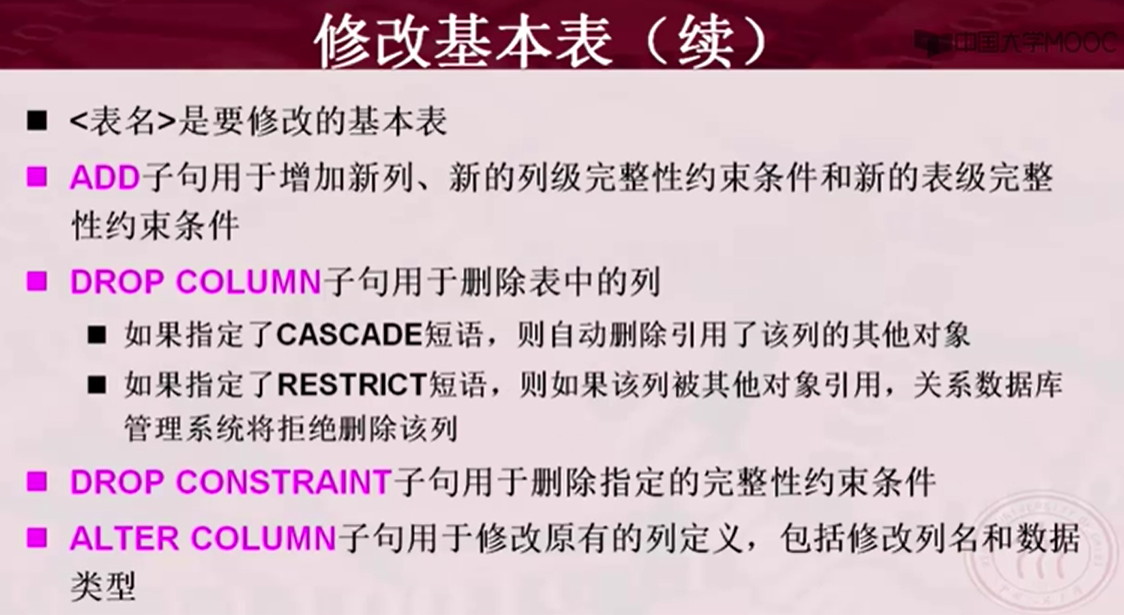 修改基本表（续）
中国大学MOOC
■ <表名>是要修改的基本表
■ ADD子句用于增加新列、新的列级完整性约束条件和新的表级完整
性约束条件
■ DROP COLUMN子句用于删除表中的列
■ 如果指定了CASCADE短语，则自动删除引用了该列的其他对象
■ 如果指定了RESTRICT短语，则如果该列被其他对象引用，关系数据库
管理系统将拒绝删除该列
■ DROP CONSTRAINT子句用于删除指定的完整性约束条件
■ ALTER COLUMN子句用于修改原有的列定义，包括修改列名和数据
类型